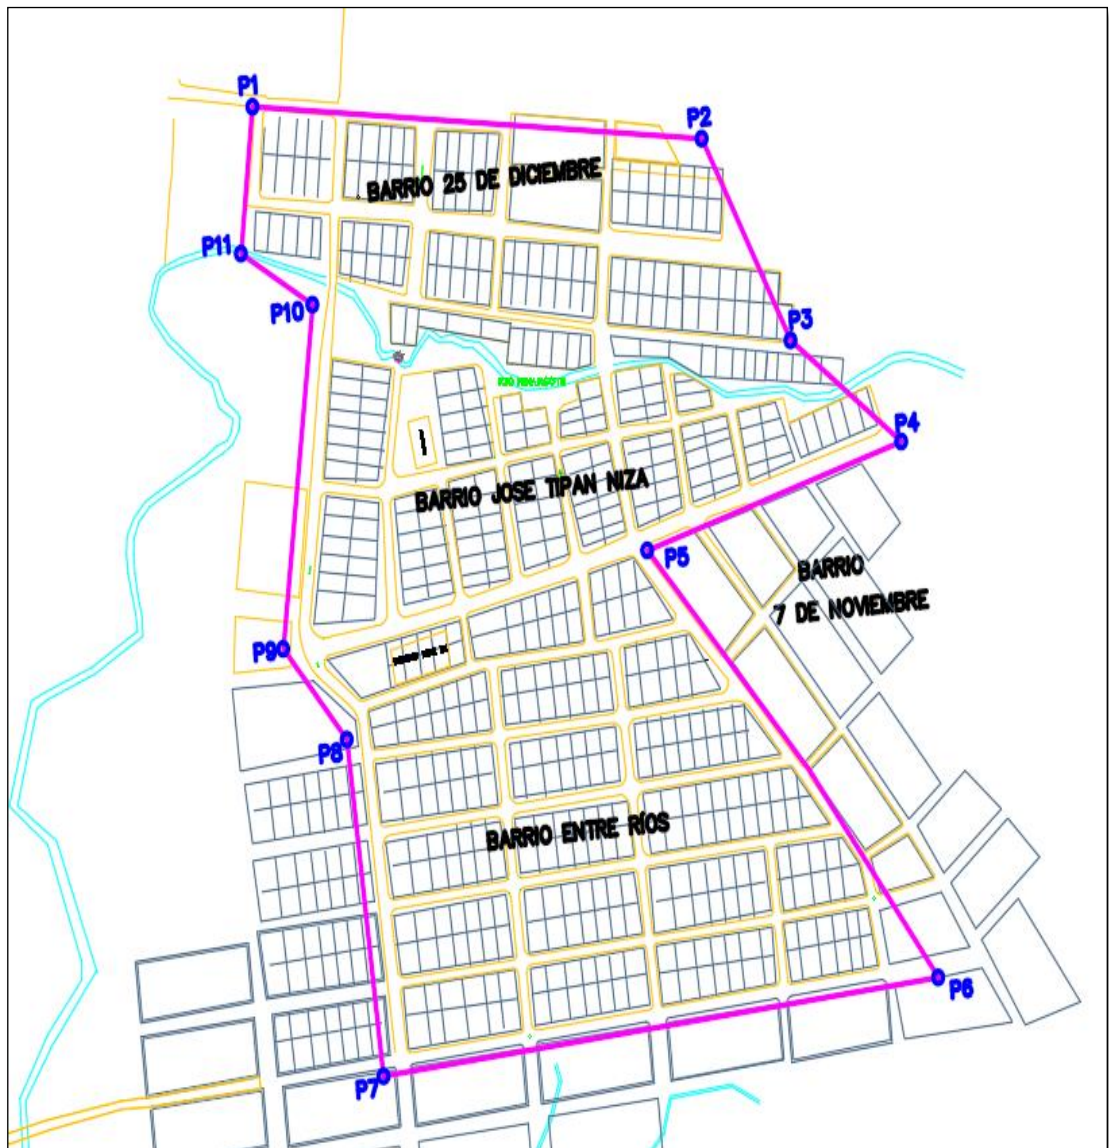 P1
P2
BARRIO 25 DE DICIEMBRE
P11
P10
P3
P4
BARRIO JOSE TIPAN NIZA
P5
BARRIO
7 DE NOVIEMBRE
P9
P8
BARRIO ENTRE RÍOS
P6
P7